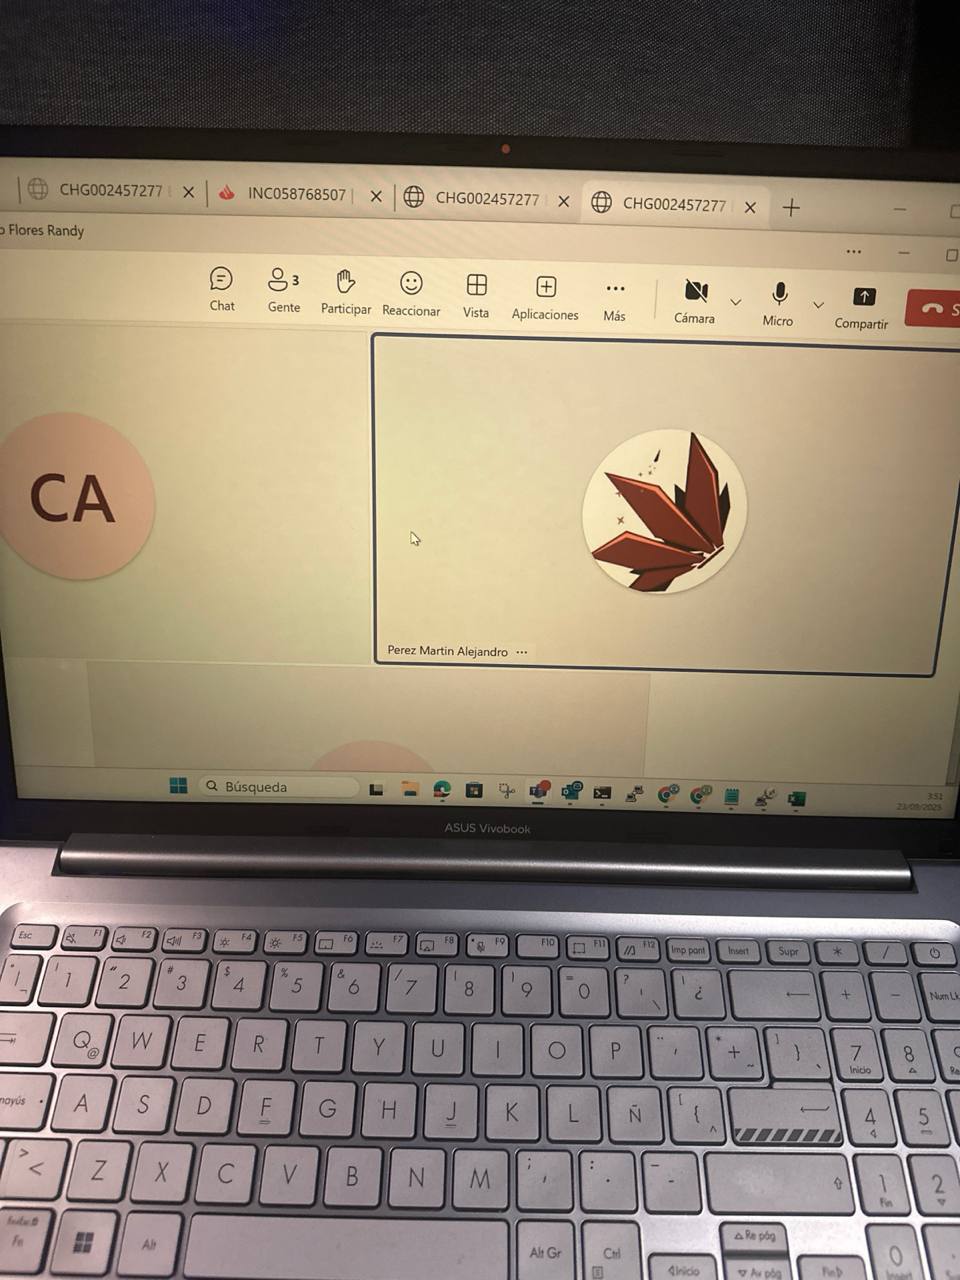 CHG002457277
INC058768507 |
CHG002457277
CHG002457277
Flores Randy
Chat
3
Gente
Participar
Reaccionar
Vista
Aplicaciones
Más
Cámara
Micro
Compartir
S
CA
Perez Martin Alejandro ...
Búsqueda
3:51
23/09/2025
ASUS Vivobook
Esc F1 F2 F3 F4 F5 F6 F7 F8 F9 F10 F11 F12 Imp pant Insert Supr * /
| ! 1 " 2 # 3 $ 4 % 5 & 6 / 7 ( 8 ) 9 = 0 ? ' \ ¡ ¿ + - Num Lk
Q @ W E R T Y U I O P ¨ ´ * + ~ ] } 7 Inicio 8
mayús A S D F G H J K L Ñ [ { ^ 4 5
> < Z X C V B N M ; , : . _ - 1 Fin 2
Fn Alt Alt Gr Ctrl Inicio Re pág Av pág Fin 0 Insert